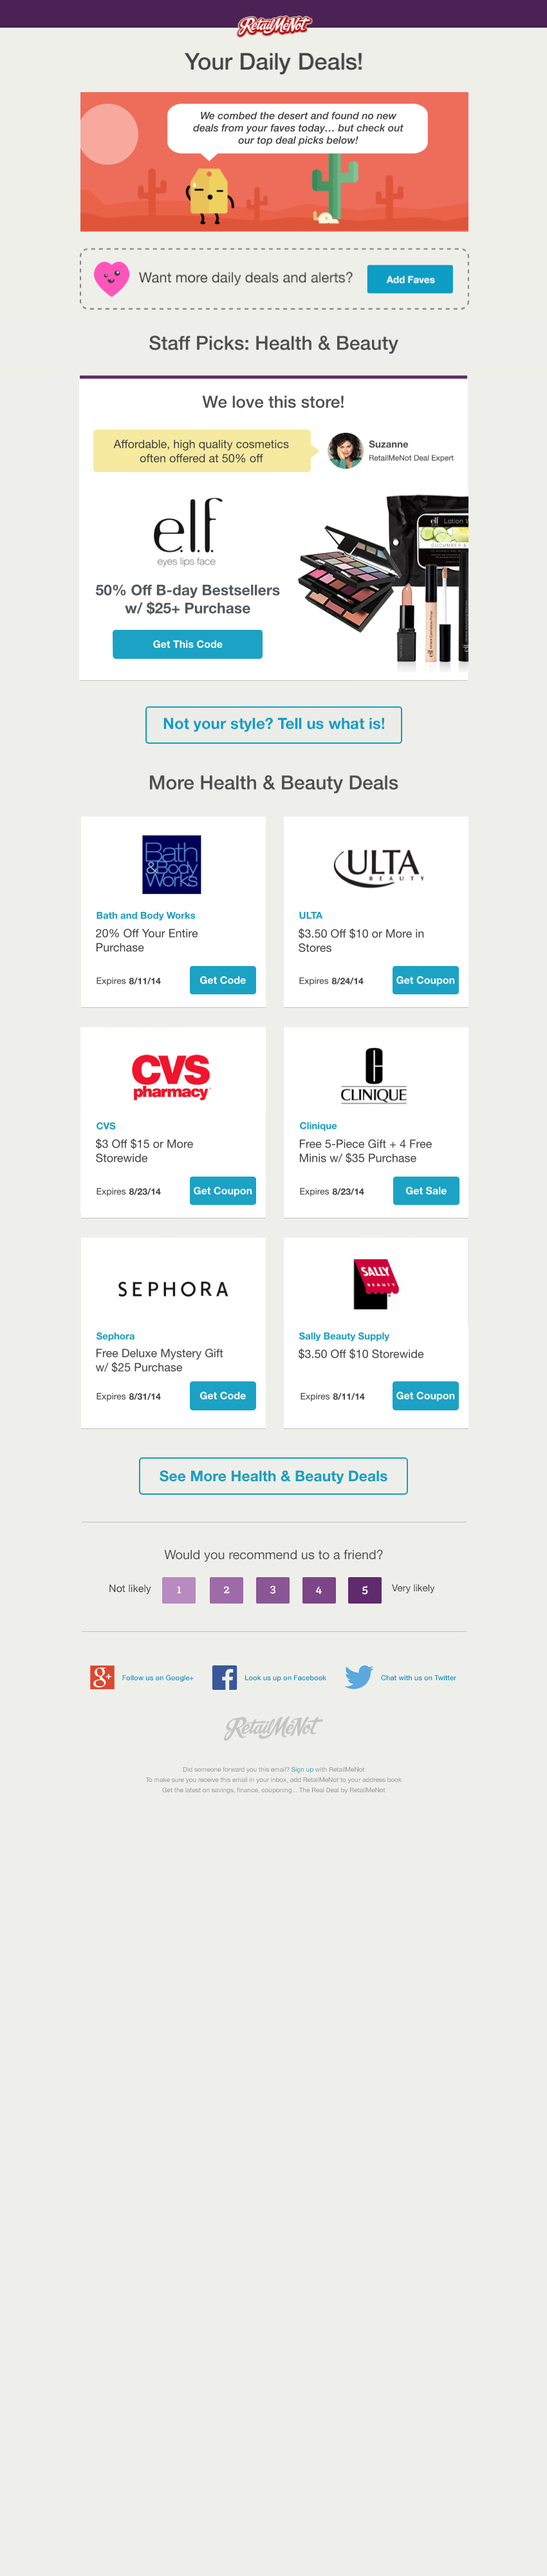 RetailMeNot
Your Daily Deals!
We combed the desert and found no new
deals from your faves today... but check out
our top deal picks below!
Want more daily deals and alerts?
Add Faves
Staff Picks: Health & Beauty
We love this store!
Affordable, high quality cosmetics
often offered at 50% off
Suzanne
RetailMeNot Deal Expert
e.l.f.
eyes lips face
50% Off B-day Bestsellers
w/ $25+ Purchase
Get This Code
elf Lotion
CUCUMBER &
elf
Not your style? Tell us what is!
More Health & Beauty Deals
Bath
&Body
Works
Bath and Body Works
20% Off Your Entire
Purchase
Expires 8/11/14
Get Code
ULTA
BEAUTY
ULTA
$3.50 Off $10 or More in
Stores
Expires 8/24/14
Get Coupon
CVS
pharmacy
CVS
$3 Off $15 or More
Storewide
Expires 8/23/14
Get Coupon
CLINIQUE
Clinique
Free 5-Piece Gift + 4 Free
Minis w/ $35 Purchase
Expires 8/23/14
Get Sale
SEPHORA
Sephora
Free Deluxe Mystery Gift
w/ $25 Purchase
Expires 8/31/14
Get Code
SALLY
BEAUTY
Sally Beauty Supply
$3.50 Off $10 Storewide
Expires 8/11/14
Get Coupon
See More Health & Beauty Deals
Would you recommend us to a friend?
Not likely 1 2 3 4 5 Very likely
g+ Follow us on Google+
f Look us up on Facebook
Chat with us on Twitter
RetailMeNot
Did someone forward you this email? Sign up with RetailMeNot
To make sure you receive this email in your inbox, add RetailMeNot to your address book
Get the latest on savings, finance, couponing... The Real Deal by RetailMeNot